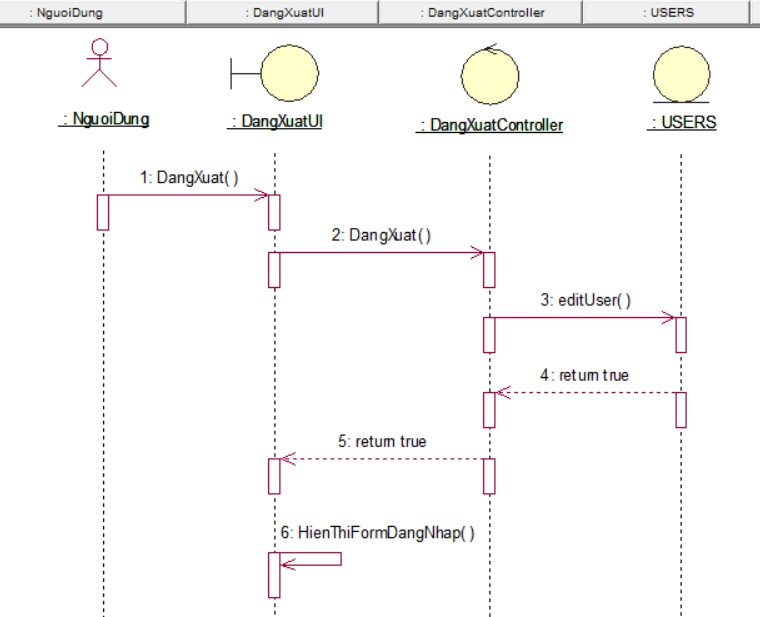 : NguoiDung
: DangXuatUI
: DangXuatController
: USERS
: NguoiDung
: DangXuatUI
: DangXuatController
: USERS
1: DangXuat( )
2: DangXuat( )
3: editUser( )
4: return true
5: return true
6: HienThiFormDangNhap( )